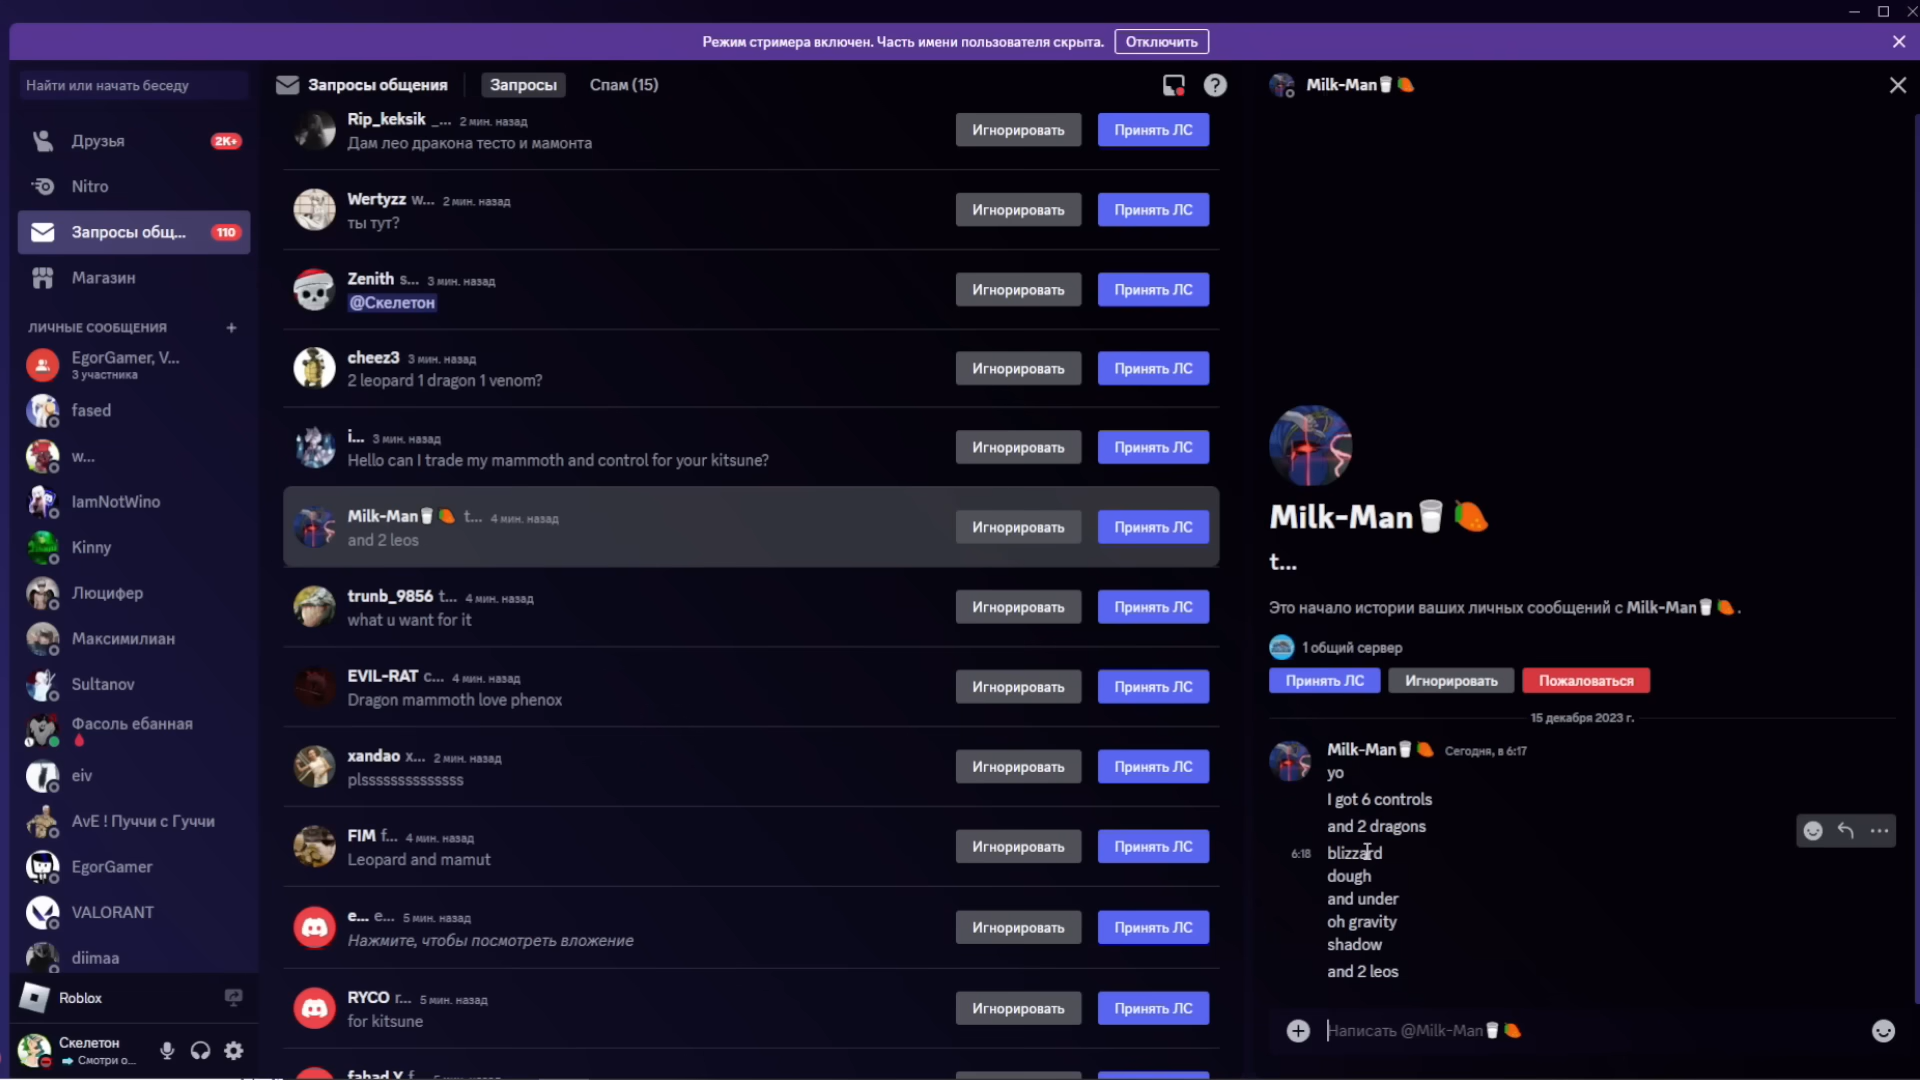 Режим стримера включен. Часть имени пользователя скрыта.
Отключить
Найти или начать беседу
Друзья
2K+
Nitro
Запросы общ...
110
Магазин
ЛИЧНЫЕ СООБЩЕНИЯ
EgorGamer, V...
3 участника
fased
w...
IamNotWino
Kinny
Люцифер
Максимилиан
Sultanov
Фасоль ебанная
eiv
AvE ! Пуччи с Гуччи
EgorGamer
VALORANT
diimaa
Roblox
Скелетон
Смотри о...
Запросы общения
Запросы
Спам (15)
Rip_keksik _... 2 мин. назад
Дам лео дракона тесто и мамонта
Игнорировать
Принять ЛС
Wertyzz w... 2 мин. назад
ты тут?
Игнорировать
Принять ЛС
Zenith s... 3 мин. назад
@Скелетон
Игнорировать
Принять ЛС
cheez3 3 мин. назад
2 leopard 1 dragon 1 venom?
Игнорировать
Принять ЛС
i... 3 мин. назад
Hello can I trade my mammoth and control for your kitsune?
Игнорировать
Принять ЛС
Milk-Man🥛🥭 t... 4 мин. назад
and 2 leos
Игнорировать
Принять ЛС
trunb_9856 t... 4 мин. назад
what u want for it
Игнорировать
Принять ЛС
EVIL-RAT c... 4 мин. назад
Dragon mammoth love phenox
Игнорировать
Принять ЛС
xandao x... 2 мин. назад
plsssssssssssss
Игнорировать
Принять ЛС
FIM f... 4 мин. назад
Leopard and mamut
Игнорировать
Принять ЛС
e... e... 5 мин. назад
Нажмите, чтобы посмотреть вложение
Игнорировать
Принять ЛС
RYCO r... 5 мин. назад
for kitsune
Игнорировать
Принять ЛС
fahad Y f...
Milk-Man🥛🥭
Milk-Man🥛🥭
t...
Это начало истории ваших личных сообщений с Milk-Man🥛🥭.
1 общий сервер
Принять ЛС
Игнорировать
Пожаловаться
15 декабря 2023 г.
Milk-Man🥛🥭 Сегодня, в 6:17
yo
I got 6 controls
and 2 dragons
6:18 blizzard
dough
and under
oh gravity
shadow
and 2 leos
Написать @Milk-Man🥛🥭